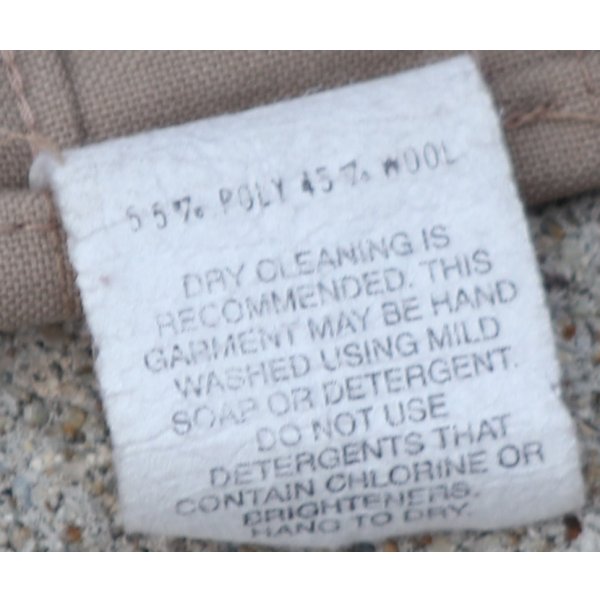 55% POLY 45% WOOL
DRY CLEANING IS
RECOMMENDED. THIS
GARMENT MAY BE HAND
WASHED USING MILD
SOAP OR DETERGENT.
DO NOT USE
DETERGENTS THAT
CONTAIN CHLORINE OR
BRIGHTENERS.
HANG TO DRY.